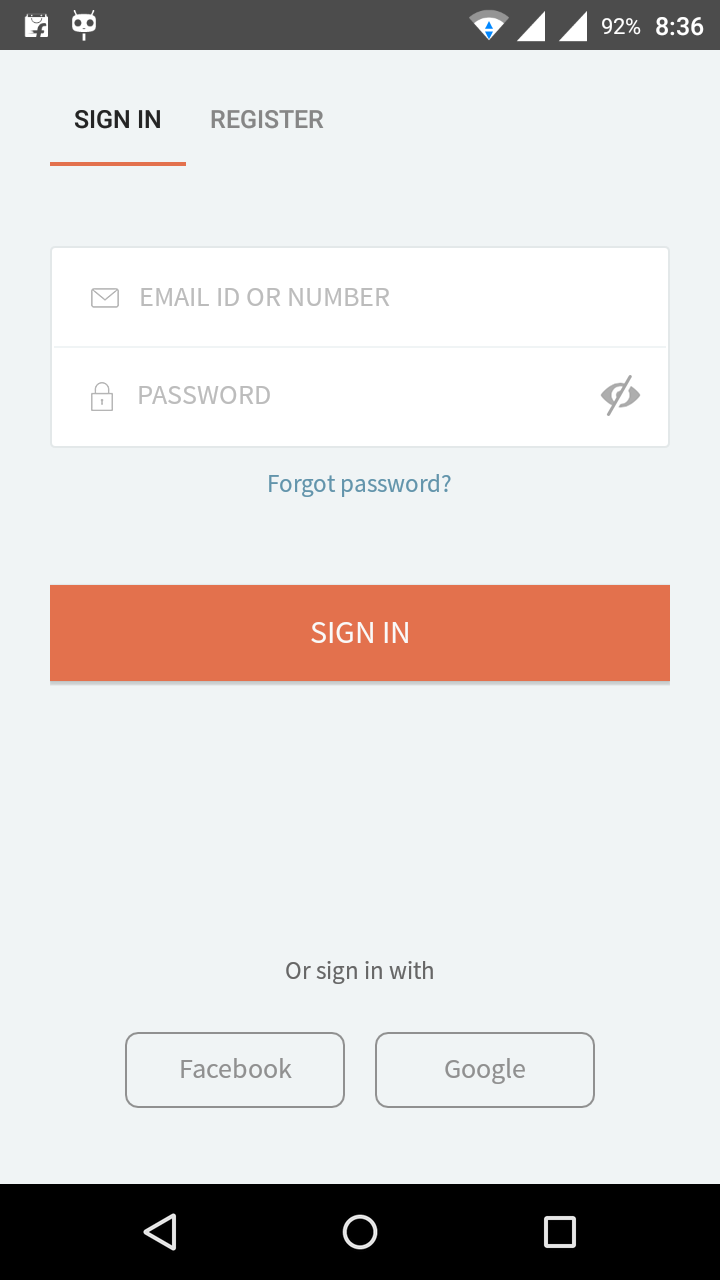 92% 8:36
SIGN IN REGISTER
EMAIL ID OR NUMBER
PASSWORD
Forgot password?
SIGN IN
Or sign in with
Facebook Google